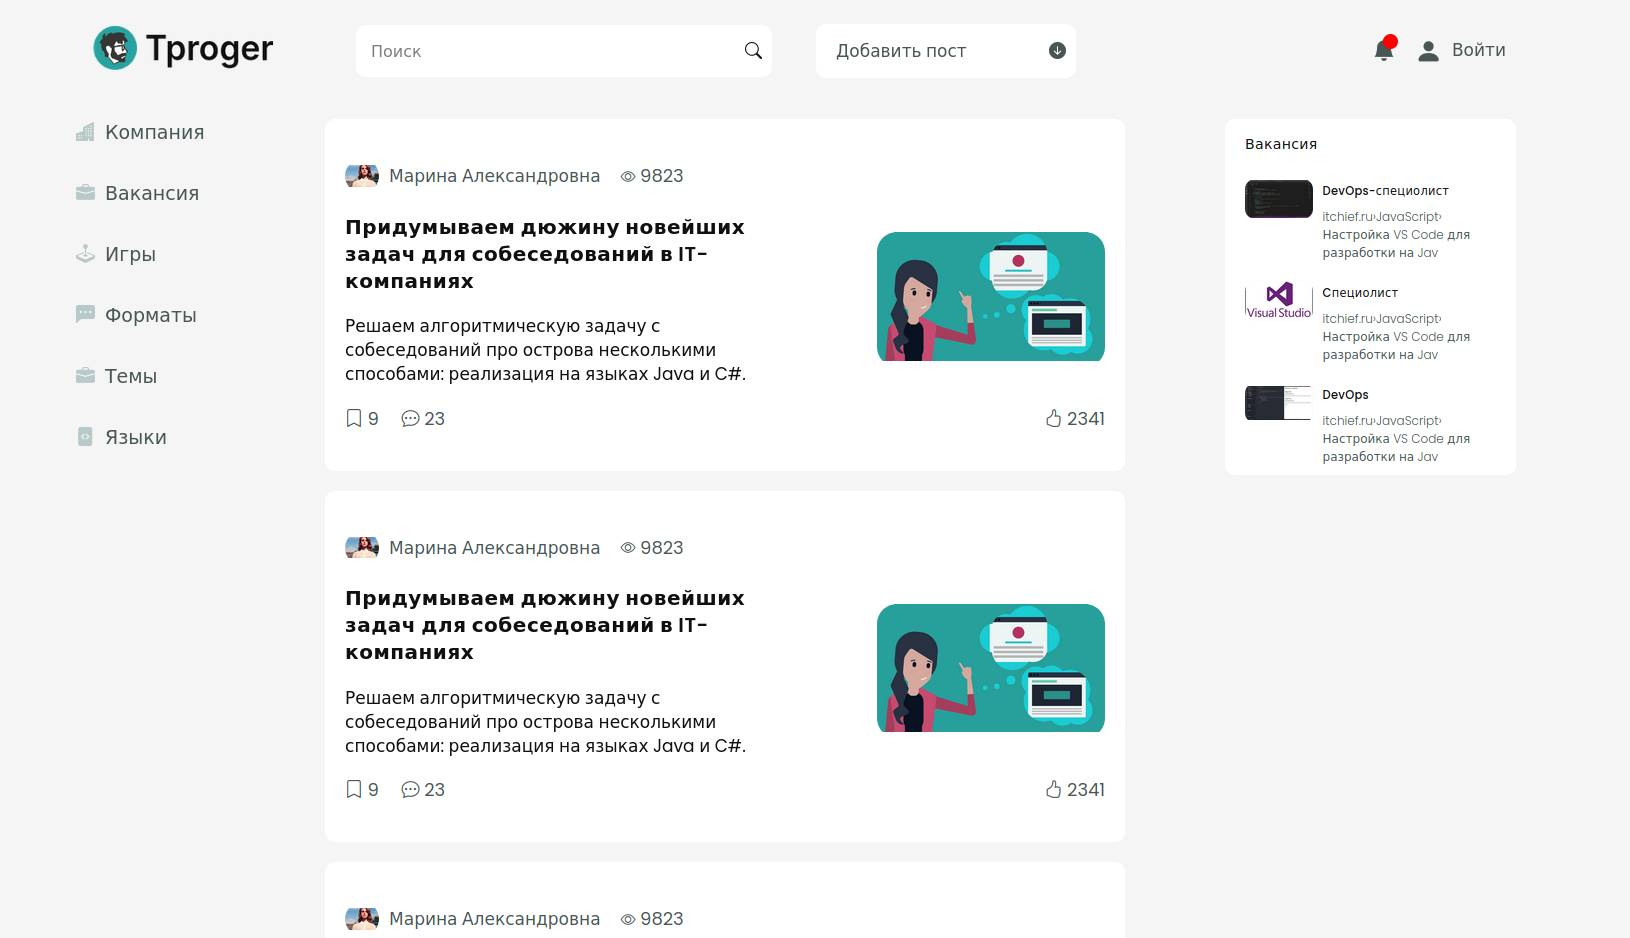 Tproger
Поиск
Добавить пост
Войти
Компания
Вакансия
Игры
Форматы
Темы
Языки
Марина Александровна 9823
Придумываем дюжину новейших
задач для собеседований в IT-
компаниях
Решаем алгоритмическую задачу с
собеседований про острова несколькими
способами: реализация на языках Java и C#.
9 23 2341
Марина Александровна 9823
Придумываем дюжину новейших
задач для собеседований в IT-
компаниях
Решаем алгоритмическую задачу с
собеседований про острова несколькими
способами: реализация на языках Java и C#.
9 23 2341
Марина Александровна 9823
Вакансия
DevOps-специолист
itchief.ru›JavaScript›
Настройка VS Code для
разработки на Jav
Visual Studio
Специолист
itchief.ru›JavaScript›
Настройка VS Code для
разработки на Jav
DevOps
itchief.ru›JavaScript›
Настройка VS Code для
разработки на Jav